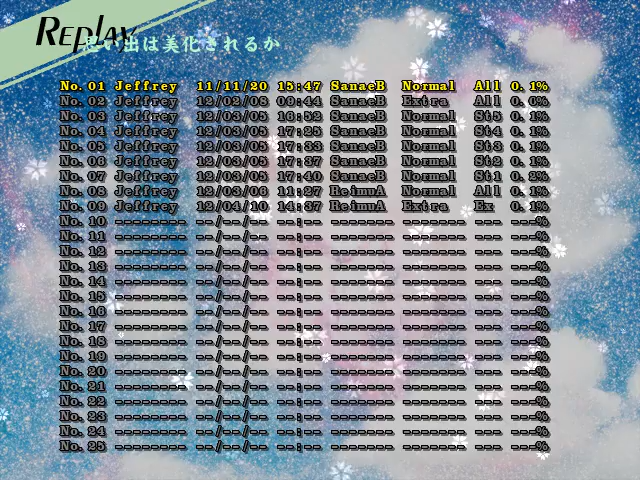 Replay
思い出は美化されるか
No. 01 Jeffrey 11/11/20 15:47 SanaeB Normal All 0.1%
No. 02 Jeffrey 12/02/08 09:44 SanaeB Extra All 0.0%
No. 03 Jeffrey 12/03/05 16:52 SanaeB Normal St5 0.1%
No. 04 Jeffrey 12/03/05 17:25 SanaeB Normal St4 0.1%
No. 05 Jeffrey 12/03/05 17:33 SanaeB Normal St3 0.1%
No. 06 Jeffrey 12/03/05 17:37 SanaeB Normal St2 0.1%
No. 07 Jeffrey 12/03/05 17:40 SanaeB Normal St1 0.2%
No. 08 Jeffrey 12/03/06 11:27 ReimuA Normal All 0.1%
No. 09 Jeffrey 12/04/10 14:37 ReimuA Extra Ex 0.1%
No. 10 -------- --/--/-- --:-- ------ ------- --- ---%
No. 11 -------- --/--/-- --:-- ------ ------- --- ---%
No. 12 -------- --/--/-- --:-- ------ ------- --- ---%
No. 13 -------- --/--/-- --:-- ------ ------- --- ---%
No. 14 -------- --/--/-- --:-- ------ ------- --- ---%
No. 15 -------- --/--/-- --:-- ------ ------- --- ---%
No. 16 -------- --/--/-- --:-- ------ ------- --- ---%
No. 17 -------- --/--/-- --:-- ------ ------- --- ---%
No. 18 -------- --/--/-- --:-- ------ ------- --- ---%
No. 19 -------- --/--/-- --:-- ------ ------- --- ---%
No. 20 -------- --/--/-- --:-- ------ ------- --- ---%
No. 21 -------- --/--/-- --:-- ------ ------- --- ---%
No. 22 -------- --/--/-- --:-- ------ ------- --- ---%
No. 23 -------- --/--/-- --:-- ------ ------- --- ---%
No. 24 -------- --/--/-- --:-- ------ ------- --- ---%
No. 25 -------- --/--/-- --:-- ------ ------- --- ---%